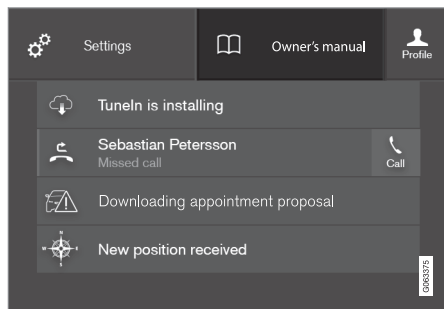 Settings
Owner's manual
Profile
TuneIn is installing
Sebastian Petersson
Missed call
Call
Downloading appointment proposal
New position received
G063375